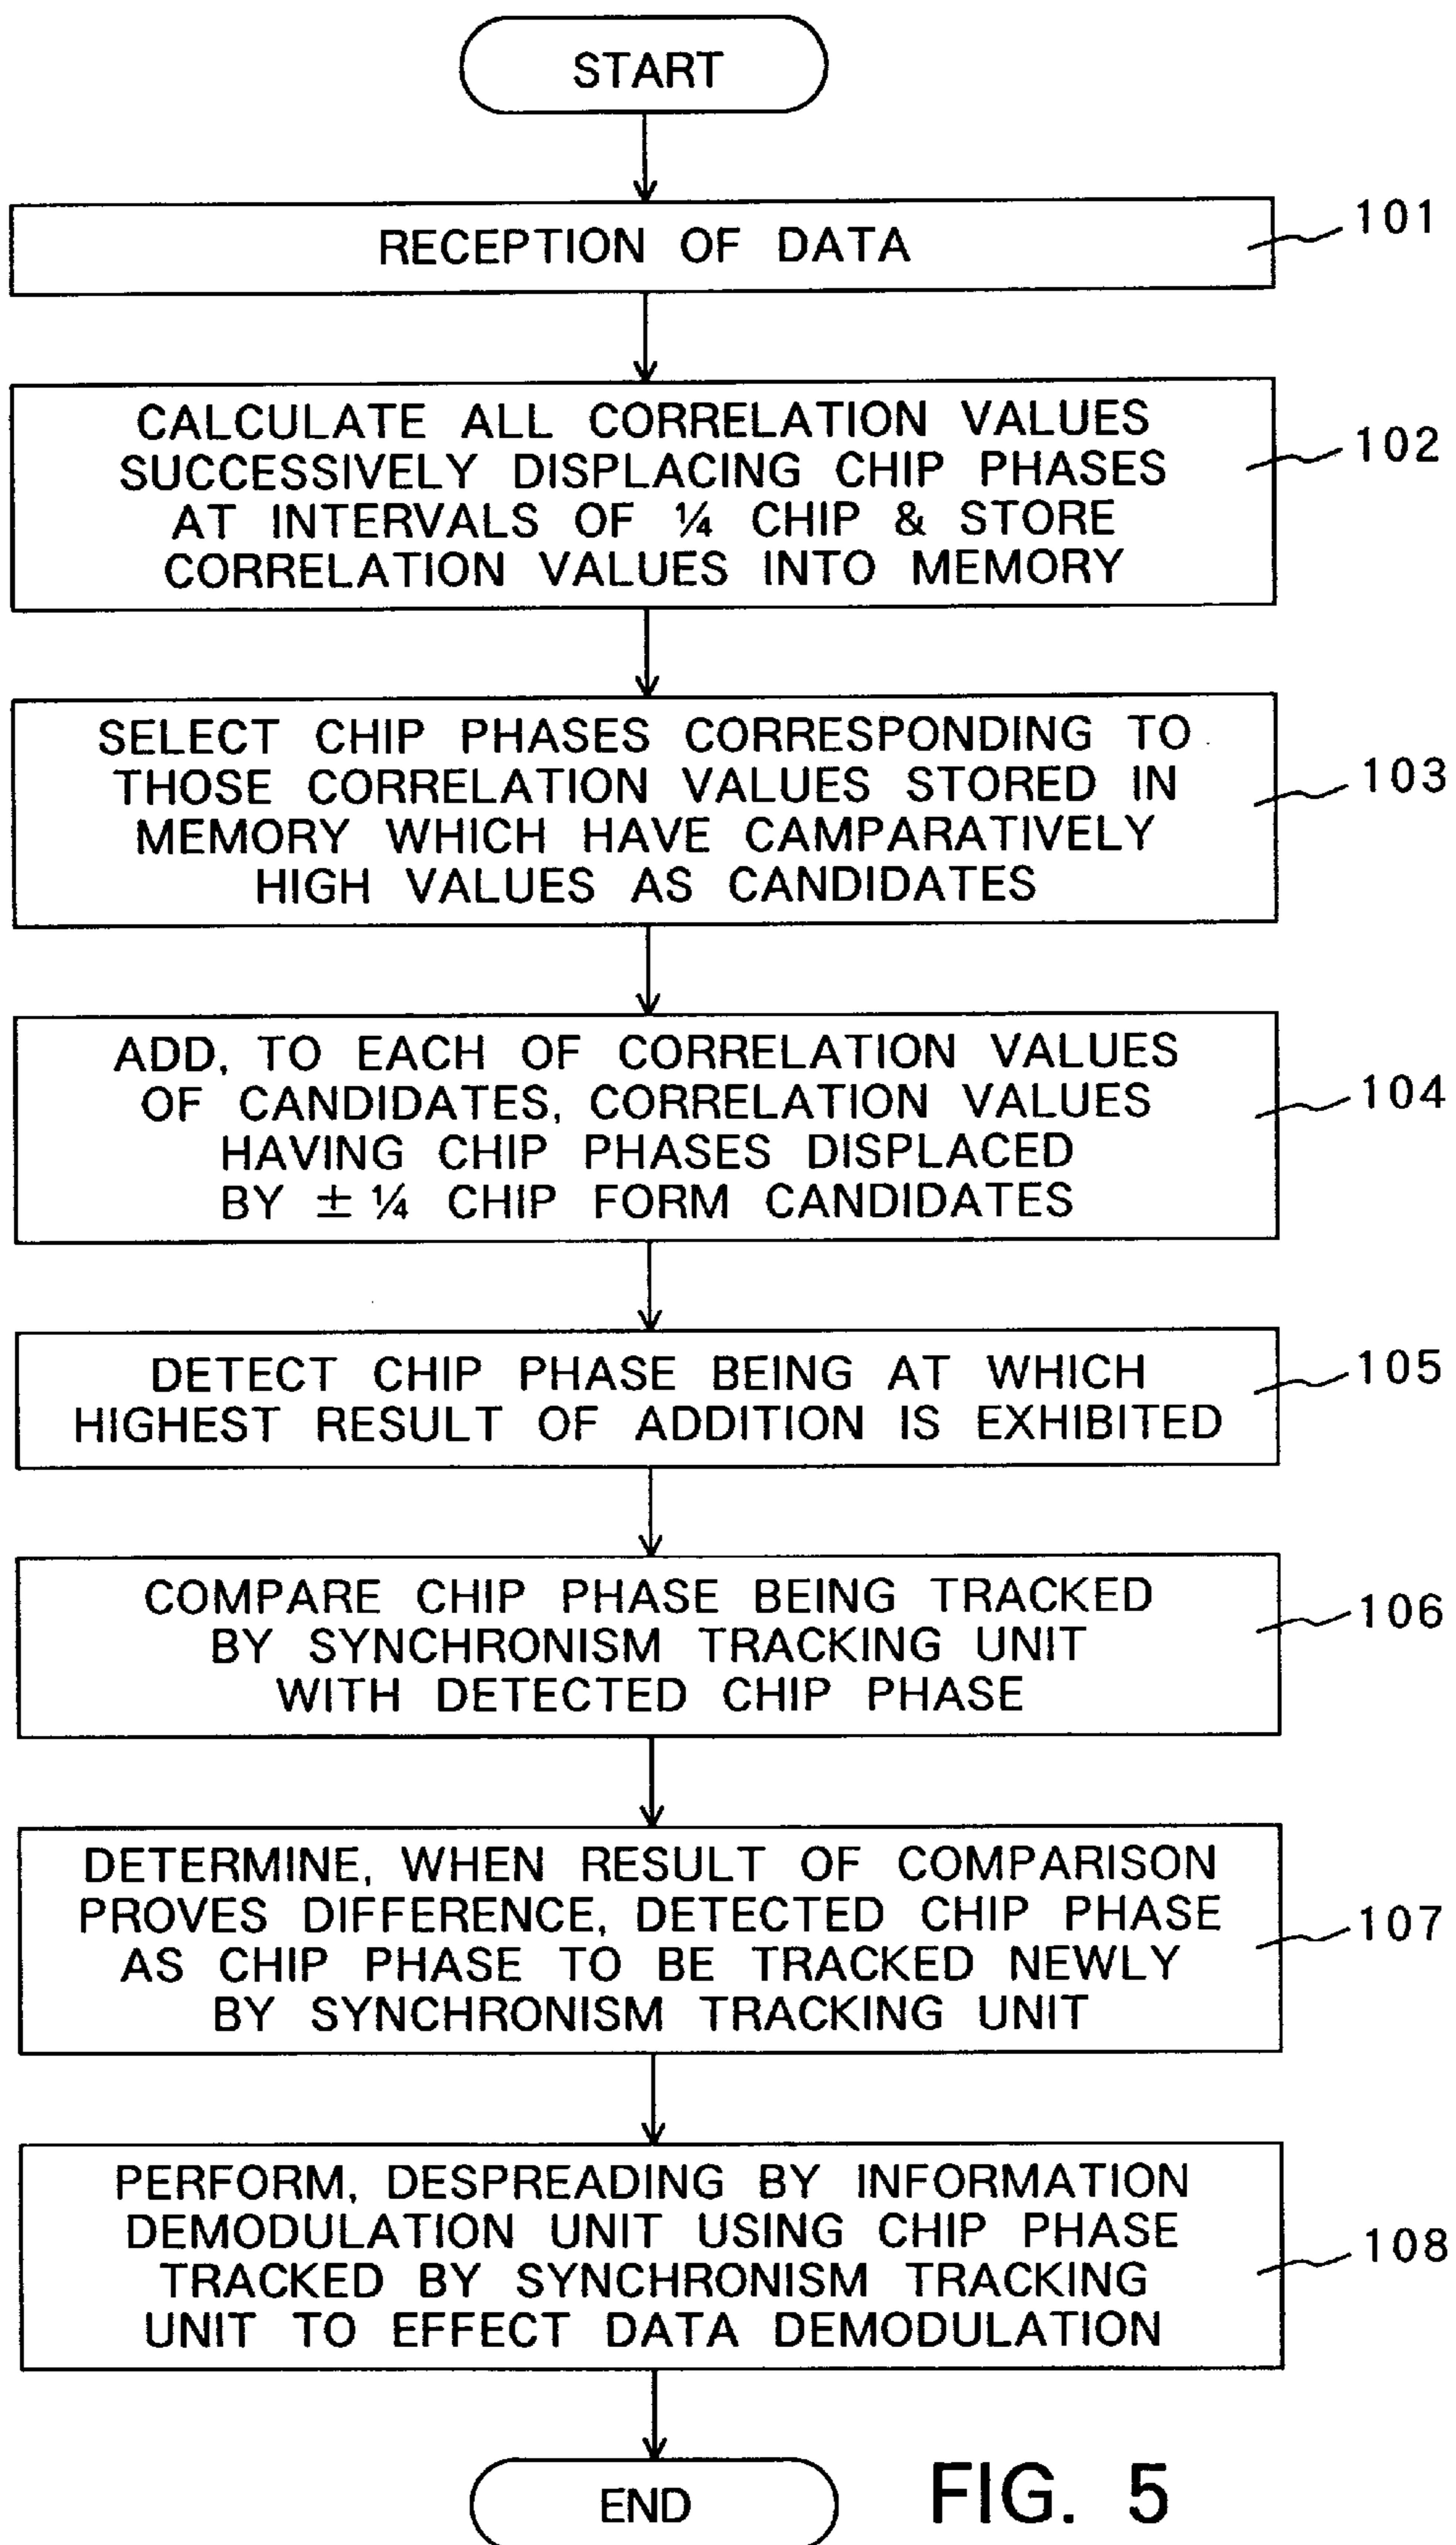 START
RECEPTION OF DATA
101
CALCULATE ALL CORRELATION VALUES
SUCCESSIVELY DISPLACING CHIP PHASES
AT INTERVALS OF ¼ CHIP & STORE
CORRELATION VALUES INTO MEMORY
102
SELECT CHIP PHASES CORRESPONDING TO
THOSE CORRELATION VALUES STORED IN
MEMORY WHICH HAVE CAMPARATIVELY
HIGH VALUES AS CANDIDATES
103
ADD, TO EACH OF CORRELATION VALUES
OF CANDIDATES, CORRELATION VALUES
HAVING CHIP PHASES DISPLACED
BY ± ¼ CHIP FORM CANDIDATES
104
DETECT CHIP PHASE BEING AT WHICH
HIGHEST RESULT OF ADDITION IS EXHIBITED
105
COMPARE CHIP PHASE BEING TRACKED
BY SYNCHRONISM TRACKING UNIT
WITH DETECTED CHIP PHASE
106
DETERMINE, WHEN RESULT OF COMPARISON
PROVES DIFFERENCE, DETECTED CHIP PHASE
AS CHIP PHASE TO BE TRACKED NEWLY
BY SYNCHRONISM TRACKING UNIT
107
PERFORM, DESPREADING BY INFORMATION
DEMODULATION UNIT USING CHIP PHASE
TRACKED BY SYNCHRONISM TRACKING
UNIT TO EFFECT DATA DEMODULATION
108
END
FIG. 5